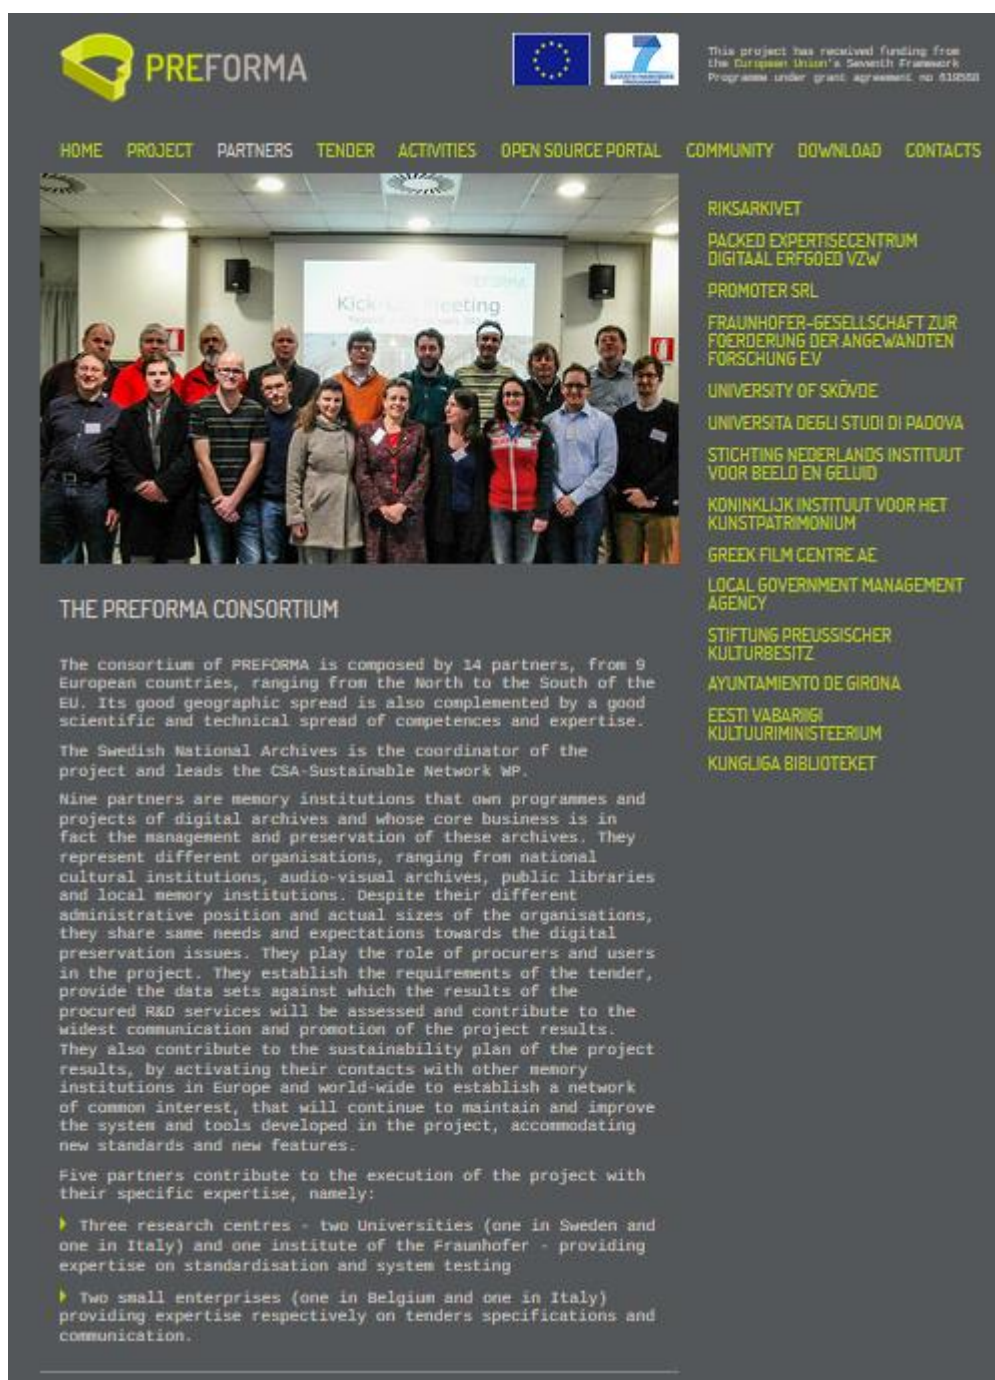 PREFORMA
This project has received funding from
the European Union's Seventh Framework
Programme under grant agreement no 619568
HOME PROJECT PARTNERS TENDER ACTIVITIES OPEN SOURCE PORTAL COMMUNITY DOWNLOAD CONTACTS
Meeting
RIKSARKIVET
PACKED EXPERTISECENTRUM
DIGITAAL ERFGOED VZW
PROMOTER SRL
FRAUNHOFER-GESELLSCHAFT ZUR
FOERDERUNG DER ANGEWANDTEN
FORSCHUNG E.V
UNIVERSITY OF SKÖVDE
UNIVERSITA DEGLI STUDI DI PADOVA
STICHTING NEDERLANDS INSTITUUT
VOOR BEELD EN GELUID
KONINKLIJK INSTITUUT VOOR HET
KUNSTPATRIMONIUM
GREEK FILM CENTRE AE
LOCAL GOVERNMENT MANAGEMENT
AGENCY
STIFTUNG PREUSSISCHER
KULTURBESITZ
AYUNTAMIENTO DE GIRONA
EESTI VABARIIGI
KULTUURIMINISTEERIUM
KUNGLIGA BIBLIOTEKET
THE PREFORMA CONSORTIUM
The consortium of PREFORMA is composed by 14 partners, from 9
European countries, ranging from the North to the South of the
EU. Its good geographic spread is also complemented by a good
scientific and technical spread of competences and expertise.
The Swedish National Archives is the coordinator of the
project and leads the CSA-Sustainable Network WP.
Nine partners are memory institutions that own programmes and
projects of digital archives and whose core business is in
fact the management and preservation of these archives. They
represent different organisations, ranging from national
cultural institutions, audio-visual archives, public libraries
and local memory institutions. Despite their different
administrative position and actual sizes of the organisations,
they share same needs and expectations towards the digital
preservation issues. They play the role of procurers and users
in the project. They establish the requirements of the tender,
provide the data sets against which the results of the
procured R&D services will be assessed and contribute to the
widest communication and promotion of the project results.
They also contribute to the sustainability plan of the project
results, by activating their contacts with other memory
institutions in Europe and world-wide to establish a network
of common interest, that will continue to maintain and improve
the system and tools developed in the project, accommodating
new standards and new features.
Five partners contribute to the execution of the project with
their specific expertise, namely:
Three research centres - two Universities (one in Sweden and
one in Italy) and one institute of the Fraunhofer - providing
expertise on standardisation and system testing
Two small enterprises (one in Belgium and one in Italy)
providing expertise respectively on tenders specifications and
communication.